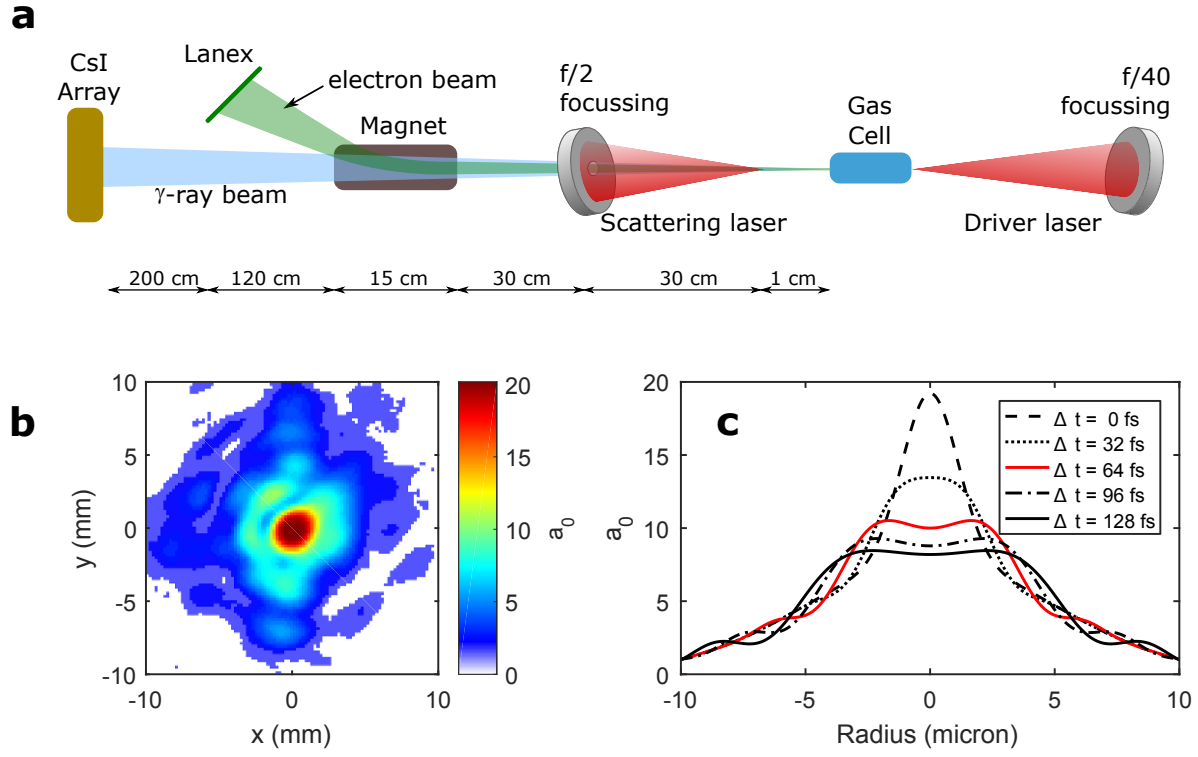 a
CsI
Array
Lanex
electron beam
Magnet
f/2
focussing
Gas
Cell
f/40
focussing
γ-ray beam
Scattering laser
Driver laser
200 cm
120 cm
15 cm
30 cm
30 cm
1 cm
b
10
5
0
-5
-10
y (mm)
-10
0
10
x (mm)
20
15
10
5
0
a0
c
20
15
10
5
0
a0
-10
-5
0
5
10
Radius (micron)
Δ t = 0 fs
Δ t = 32 fs
Δ t = 64 fs
Δ t = 96 fs
Δ t = 128 fs